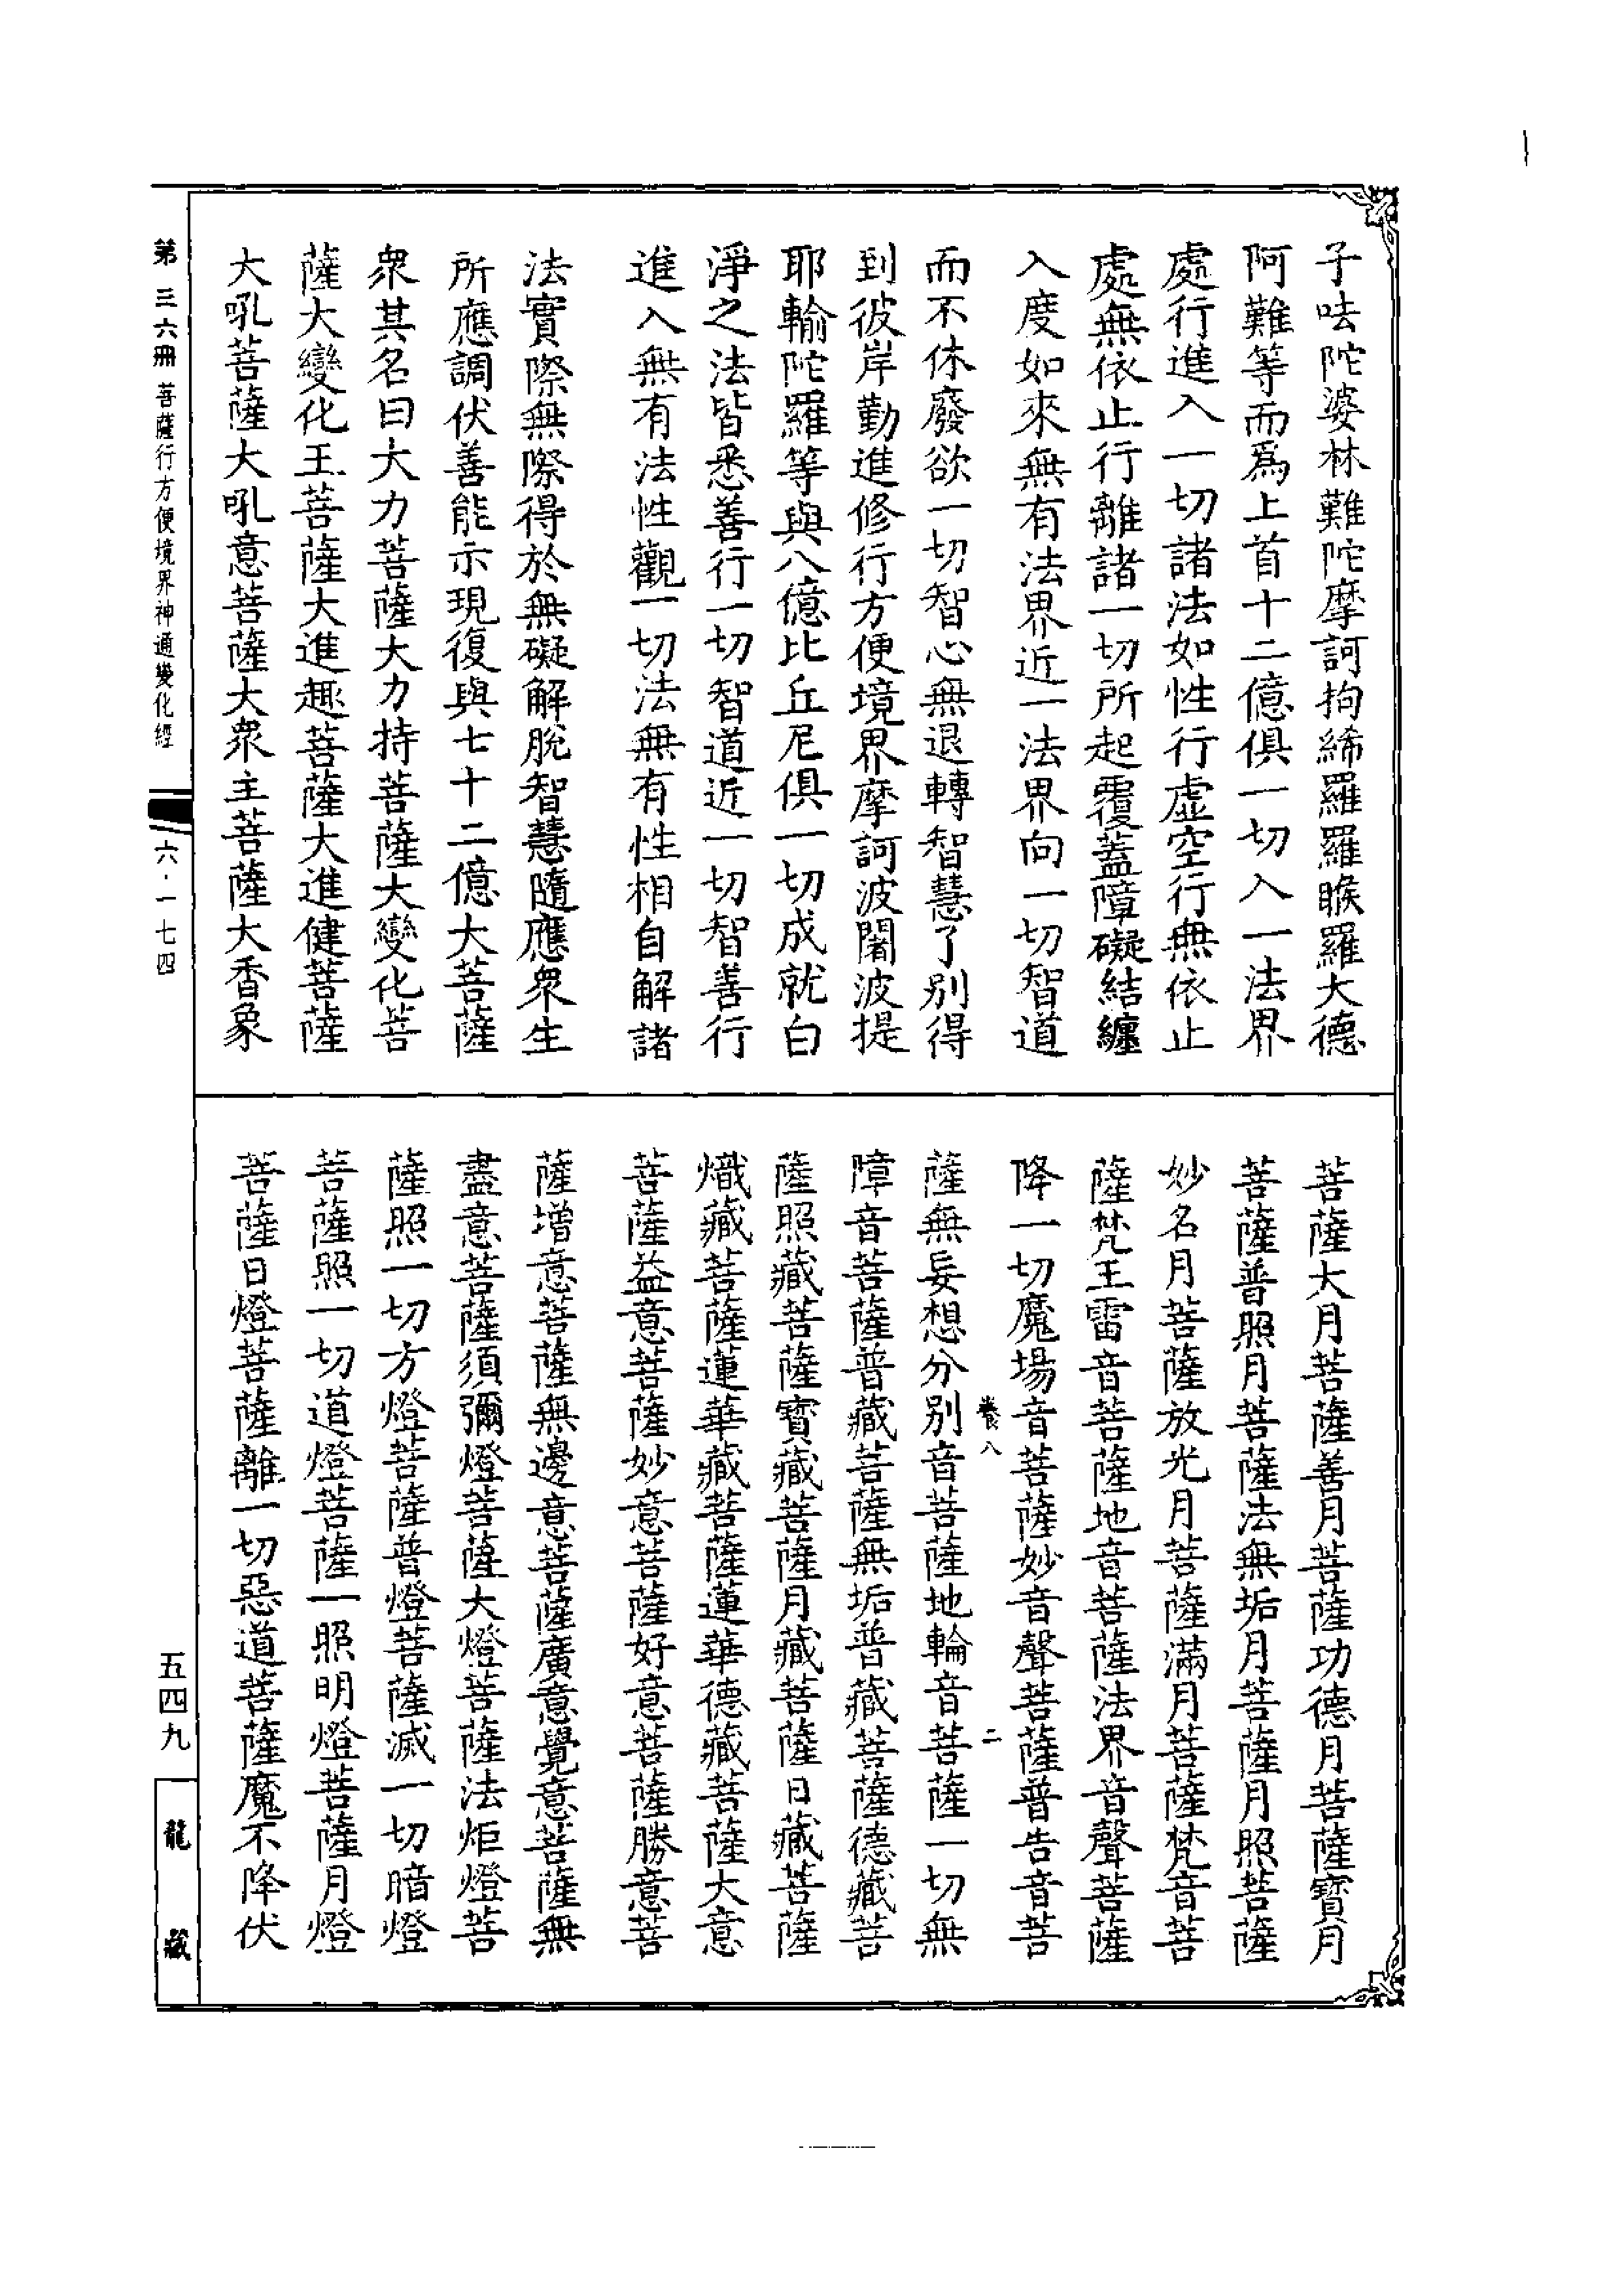 子呿陀婆林難陀摩訶拘絺羅羅睺羅大德
阿難等而爲上首十二億俱一切入一法界
處行進入一切諸法如性行虛空行無依止
處無依止行離諸一切所起覆蓋障礙結纏
入度如來無有法界近一法界向一切智道
而不休廢欲一切智心無退轉智慧了別得
到彼岸勤進修行方便境界摩訶波闍波提
耶輸陀羅等與八億比丘尼俱一切成就白
淨之法皆悉善行一切智道近一切智善行
進入無有法性觀一切法無有性相自解諸
法實際無際得於無礙解脫智慧隨應衆生
所應調伏善能示現復與七十二億大菩薩
衆其名曰大力菩薩大力持菩薩大變化菩
薩大變化王菩薩大進趣菩薩大進健菩薩
大吼菩薩大吼意菩薩大衆主菩薩大香象
菩薩大月菩薩善月菩薩功德月菩薩寶月
菩薩普照月菩薩法無垢月菩薩月照菩薩
妙名月菩薩放光月菩薩滿月菩薩梵音菩
薩梵王雷音菩薩地音菩薩法界音聲菩薩
降一切魔場音菩薩妙音聲菩薩普告音菩
卷八 二
薩無妄想分別音菩薩地輪音菩薩一切無
障音菩薩普藏菩薩無垢普藏菩薩德藏菩
薩照藏菩薩寶藏菩薩月藏菩薩日藏菩薩
熾藏菩薩蓮華藏菩薩蓮華德藏菩薩大意
菩薩益意菩薩妙意菩薩好意菩薩勝意菩
薩增意菩薩無邊意菩薩廣意覺意菩薩無
盡意菩薩須彌燈菩薩大燈菩薩法炬燈菩
薩照一切方燈菩薩普燈菩薩滅一切暗燈
菩薩照一切道燈菩薩一照明燈菩薩月燈
菩薩日燈菩薩離一切惡道菩薩魔不降伏
第三六冊 菩薩行方便境界神通變化經 六·一七四
五四九
龍藏